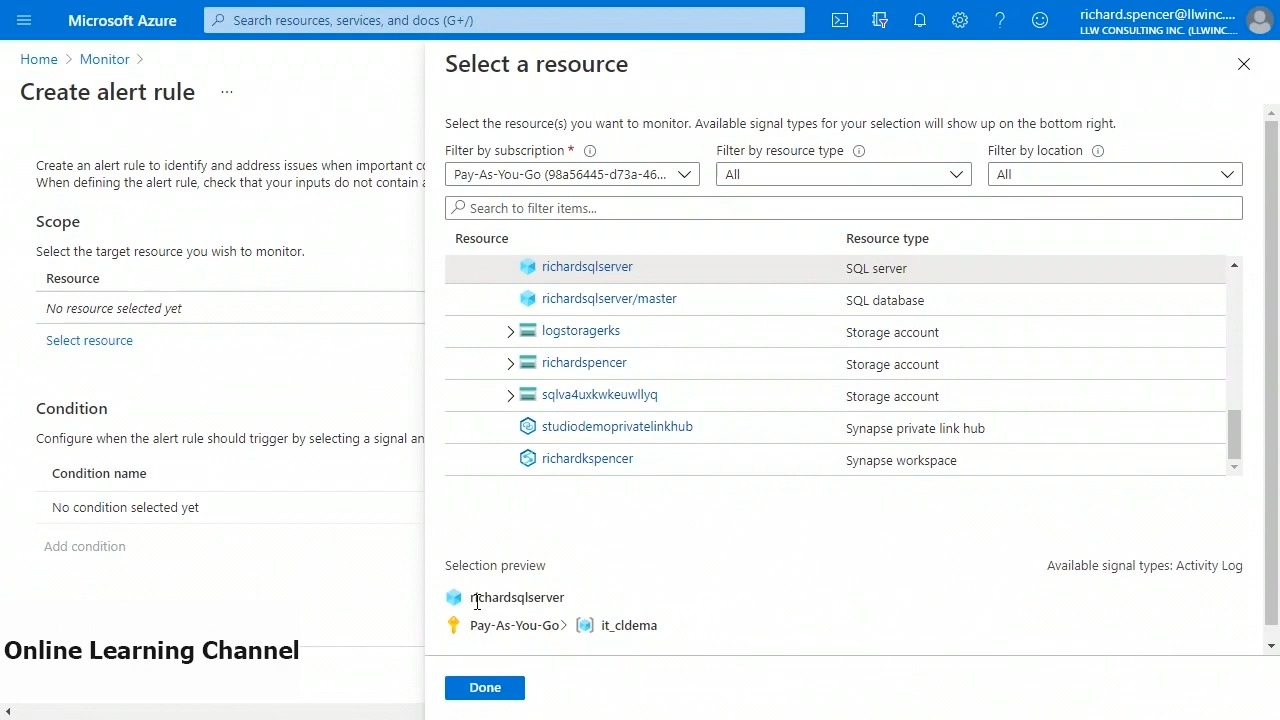 Microsoft Azure
Search resources, services, and docs (G+/)
richard.spencer@llwinc....
LLW CONSULTING INC. (LLWINC....
Home > Monitor >
Create alert rule ...
Create an alert rule to identify and address issues when important co
When defining the alert rule, check that your inputs do not contain a
Scope
Select the target resource you wish to monitor.
Resource
No resource selected yet
Select resource
Condition
Configure when the alert rule should trigger by selecting a signal an
Condition name
No condition selected yet
Add condition
Online Learning Channel
Select a resource
Select the resource(s) you want to monitor. Available signal types for your selection will show up on the bottom right.
Filter by subscription *
Filter by resource type
Filter by location
Pay-As-You-Go (98a56445-d73a-46...
All
All
Search to filter items...
Resource Resource type
richardsqlserver SQL server
richardsqlserver/master SQL database
logstoragerks Storage account
richardspencer Storage account
sqlva4uxkwkeuwllyq Storage account
studiodemoprivatelinkhub Synapse private link hub
richardkspencer Synapse workspace
Selection preview
Available signal types: Activity Log
richardsqlserver
Pay-As-You-Go > it_cldema
Done